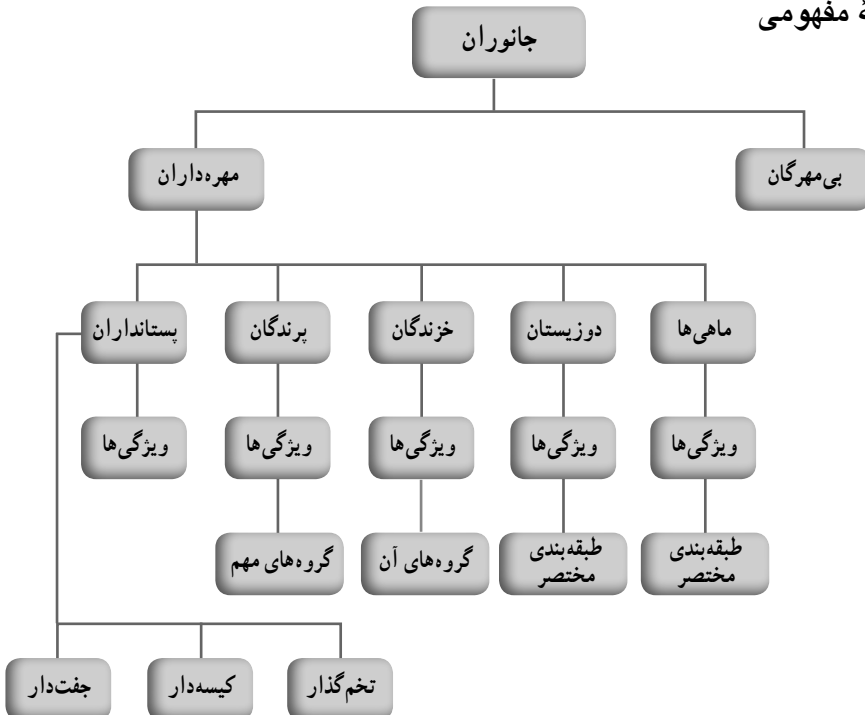 مفهومی
جانوران
بی‌مهرگان
مهره‌داران
ماهی‌ها
دوزیستان
خزندگان
پرندگان
پستانداران
ویژگی‌ها
ویژگی‌ها
ویژگی‌ها
ویژگی‌ها
ویژگی‌ها
طبقه‌بندی
مختصر
طبقه‌بندی
مختصر
گروه‌های آن
گروه‌های مهم
تخم‌گذار
کیسه‌دار
جفت‌دار